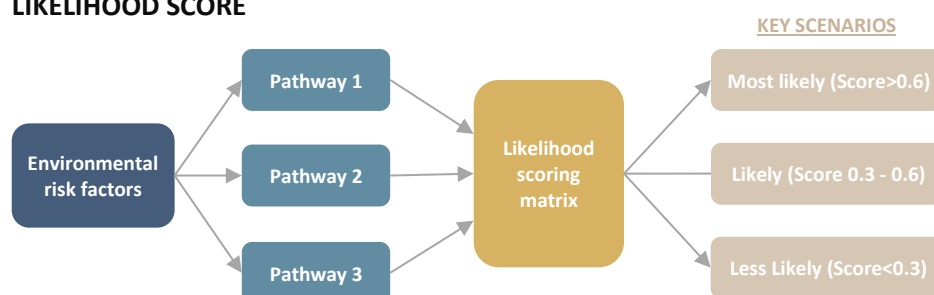 LIKELIHOOD SCORE
KEY SCENARIOS
Pathway 1
Most likely (Score>0.6)
Environmental
risk factors
Pathway 2
Likelihood
scoring
matrix
Likely (Score 0.3 - 0.6)
Pathway 3
Less Likely (Score<0.3)